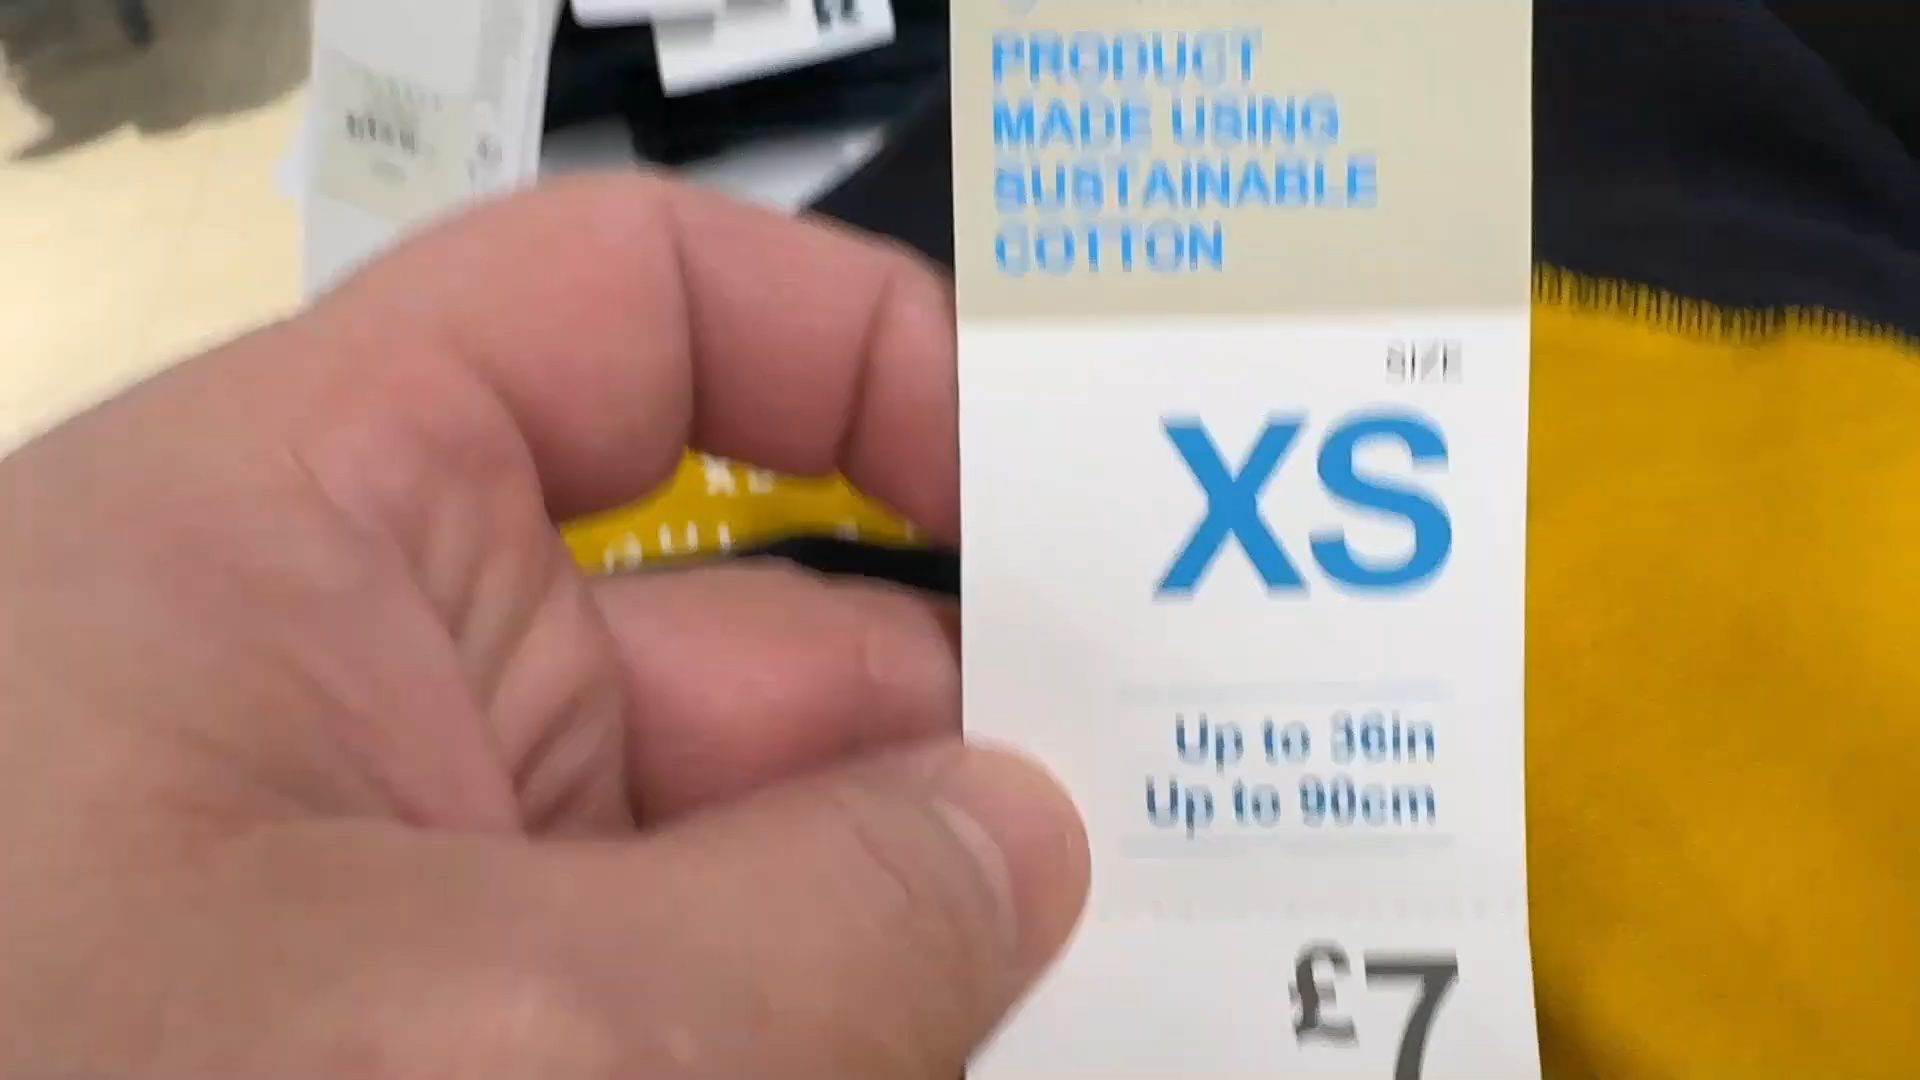 PRODUCT
MADE USING
SUSTAINABLE
COTTON
SIZE
XS
Up to 36in
Up to 90cm
£7